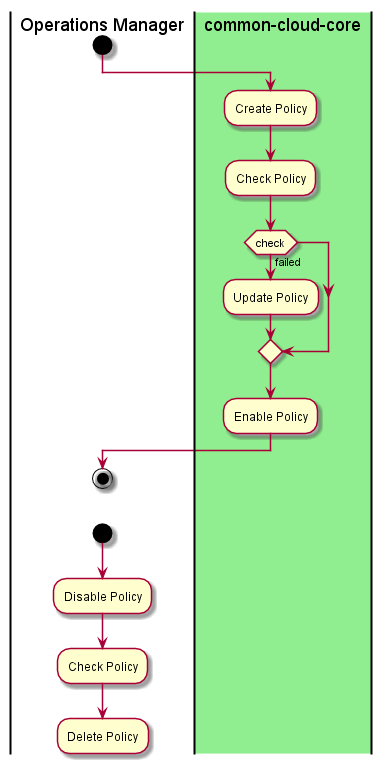 Operations Manager
common-cloud-core
Create Policy
Check Policy
check
failed
Update Policy
Enable Policy
Disable Policy
Check Policy
Delete Policy